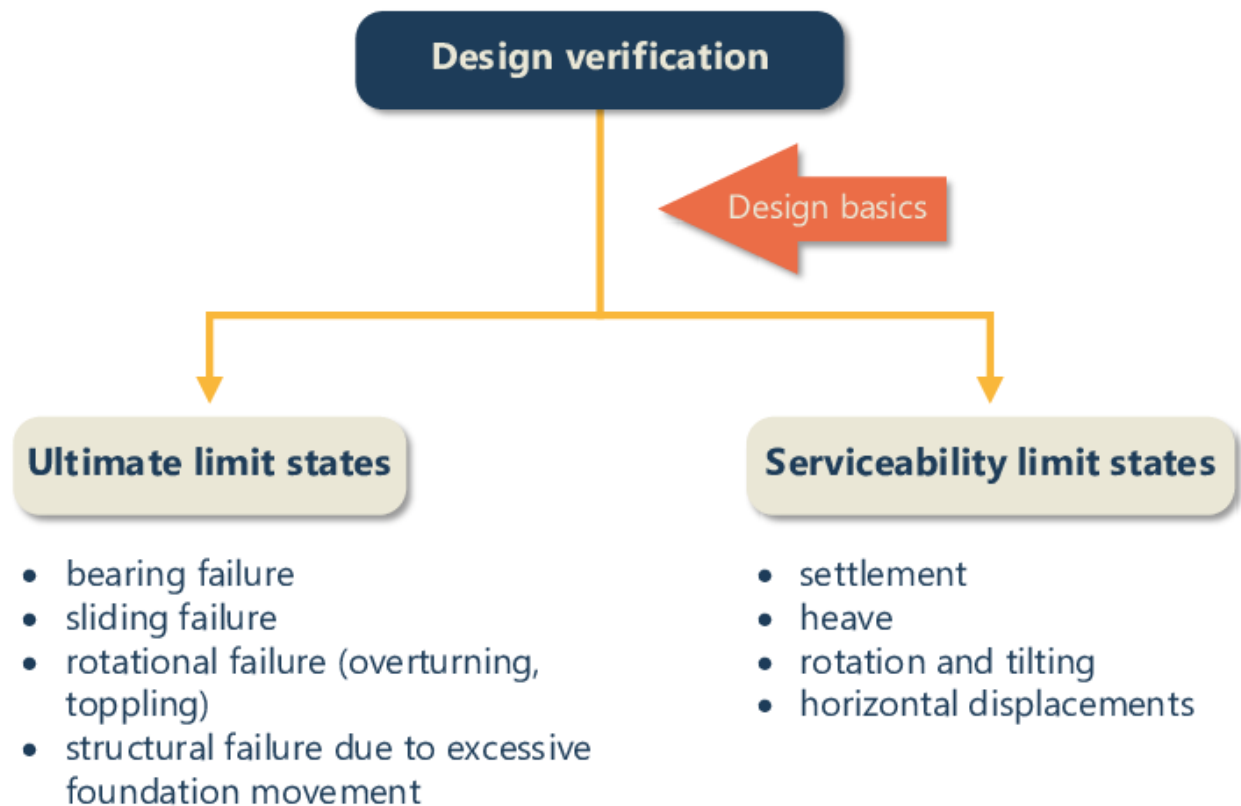 Design verification
Design basics
Ultimate limit states
• bearing failure
• sliding failure
• rotational failure (overturning,
toppling)
• structural failure due to excessive
foundation movement
Serviceability limit states
• settlement
• heave
• rotation and tilting
• horizontal displacements